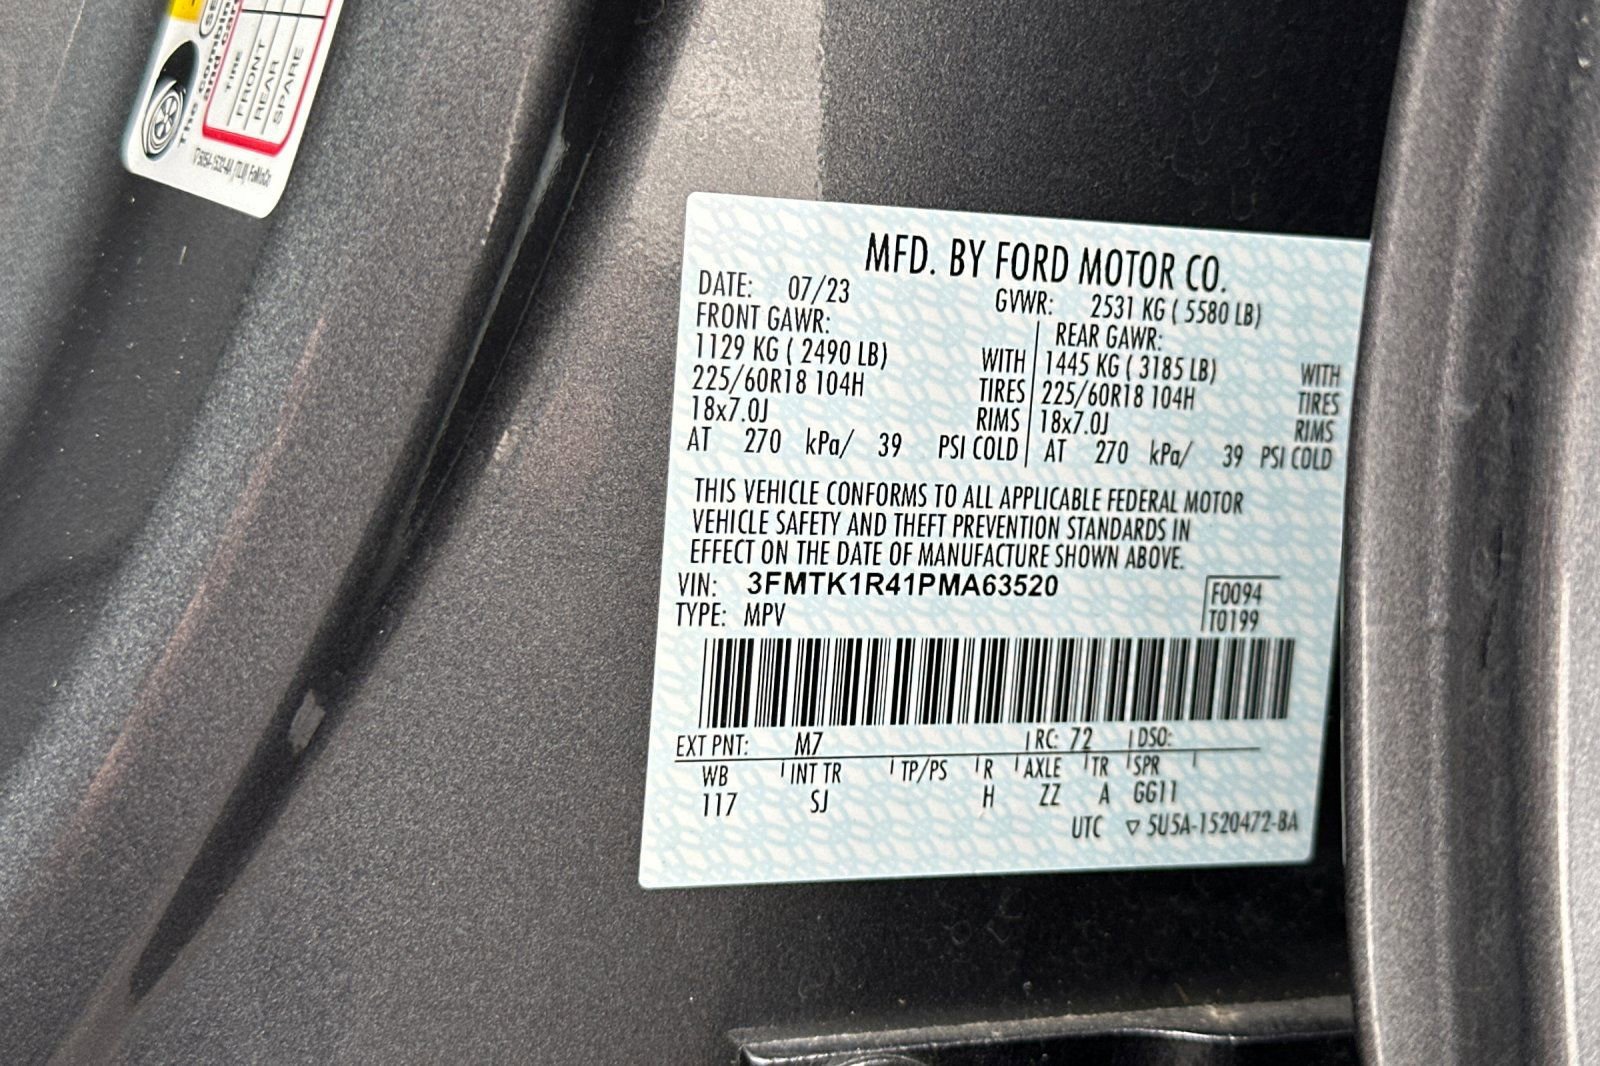 The combin
and car
TIRE
FRONT
REAR
SPARE
MFD. BY FORD MOTOR CO.
DATE: 07/23 GVWR: 2531 KG ( 5580 LB)
FRONT GAWR: REAR GAWR:
1129 KG ( 2490 LB) WITH 1445 KG ( 3185 LB) WITH
225/60R18 104H TIRES 225/60R18 104H TIRES
18x7.0J RIMS 18x7.0J RIMS
AT 270 kPa/ 39 PSI COLD AT 270 kPa/ 39 PSI COLD
THIS VEHICLE CONFORMS TO ALL APPLICABLE FEDERAL MOTOR
VEHICLE SAFETY AND THEFT PREVENTION STANDARDS IN
EFFECT ON THE DATE OF MANUFACTURE SHOWN ABOVE.
VIN: 3FMTK1R41PMA63520 F0094
TYPE: MPV T0199
EXT PNT: M7 RC: 72 DSO:
WB INT TR TP/PS R AXLE TR SPR
117 SJ H ZZ A GG11
UTC ▽ 5U5A-1520472-BA